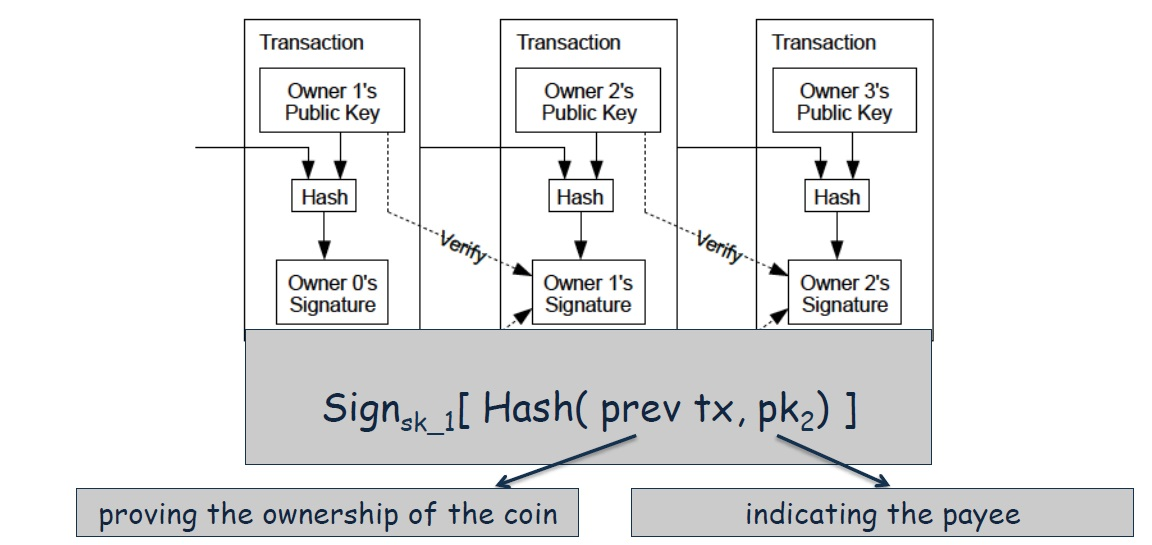 Transaction
Owner 1's
Public Key
Hash
Owner 0's
Signature
Verify
Transaction
Owner 2's
Public Key
Hash
Owner 1's
Signature
Verify
Transaction
Owner 3's
Public Key
Hash
Owner 2's
Signature
Sign_sk_1[ Hash( prev tx, pk_2) ]
proving the ownership of the coin
indicating the payee